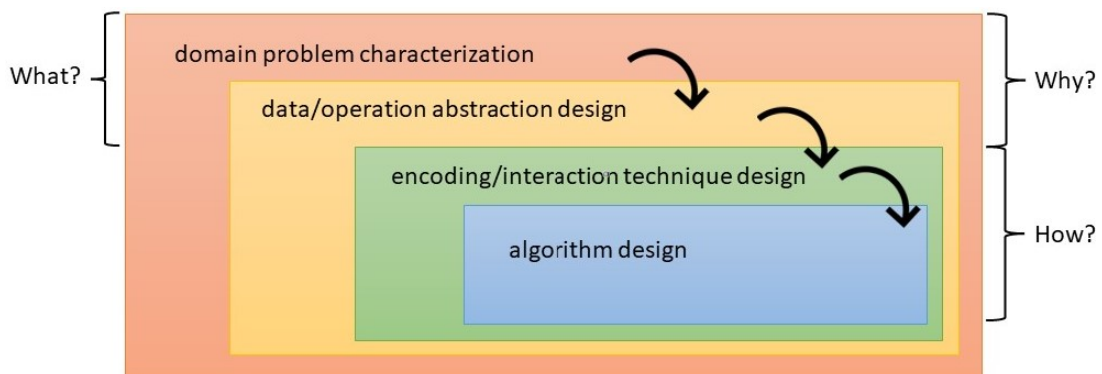 domain problem characterization
What?
Why?
data/operation abstraction design
encoding/interaction technique design
How?
algorithm design